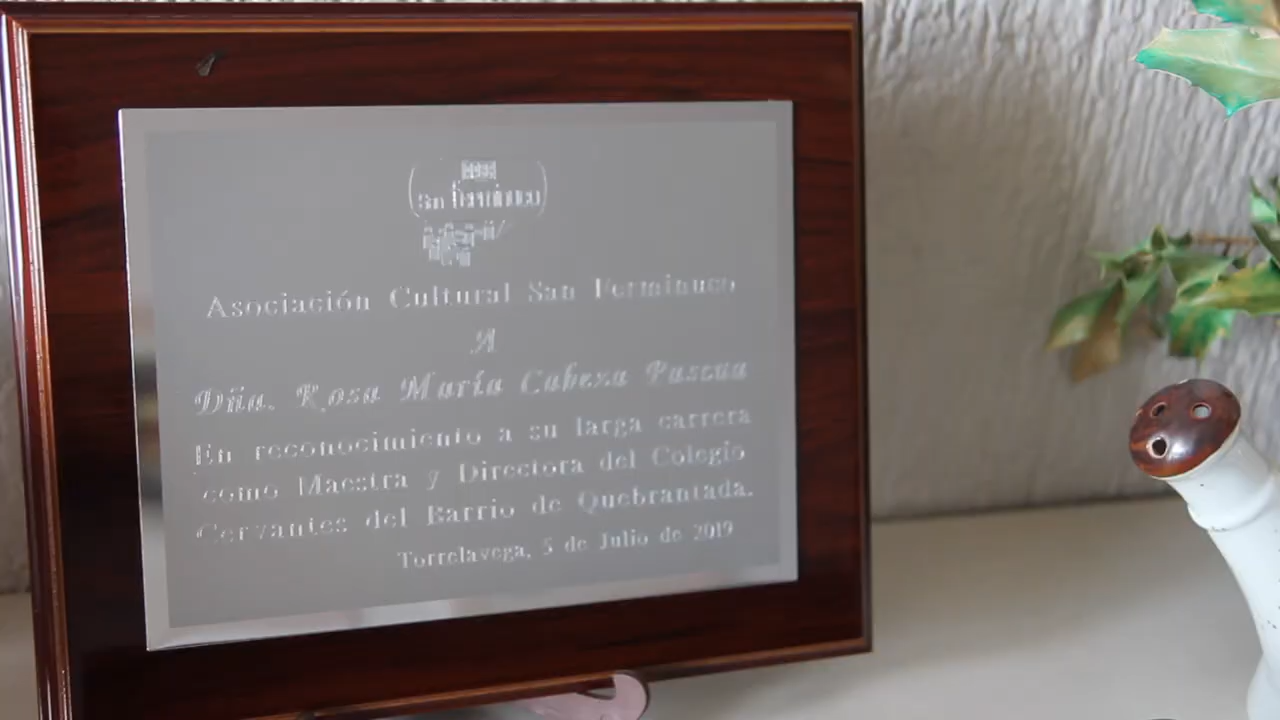 San Ferminuco
Asociación Cultural San Ferminuco
A
Dña. Rosa María Cabeza Pascua
En reconocimiento a su larga carrera
como Maestra y Directora del Colegio
Cervantes del Barrio de Quebrantada.
Torrelavega, 5 de Julio de 2019